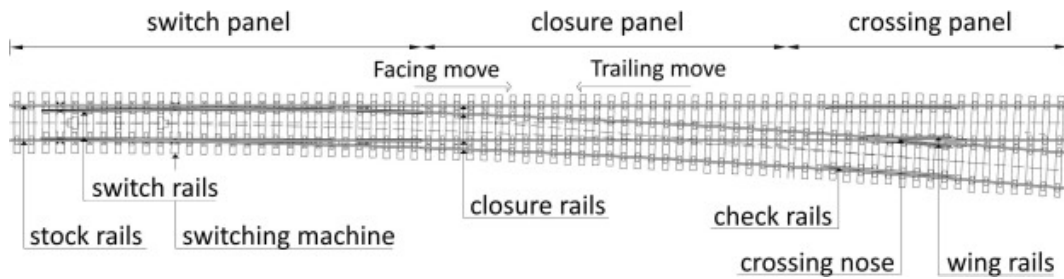 switch panel closure panel crossing panel
Facing move Trailing move
switch rails closure rails check rails
stock rails switching machine crossing nose wing rails